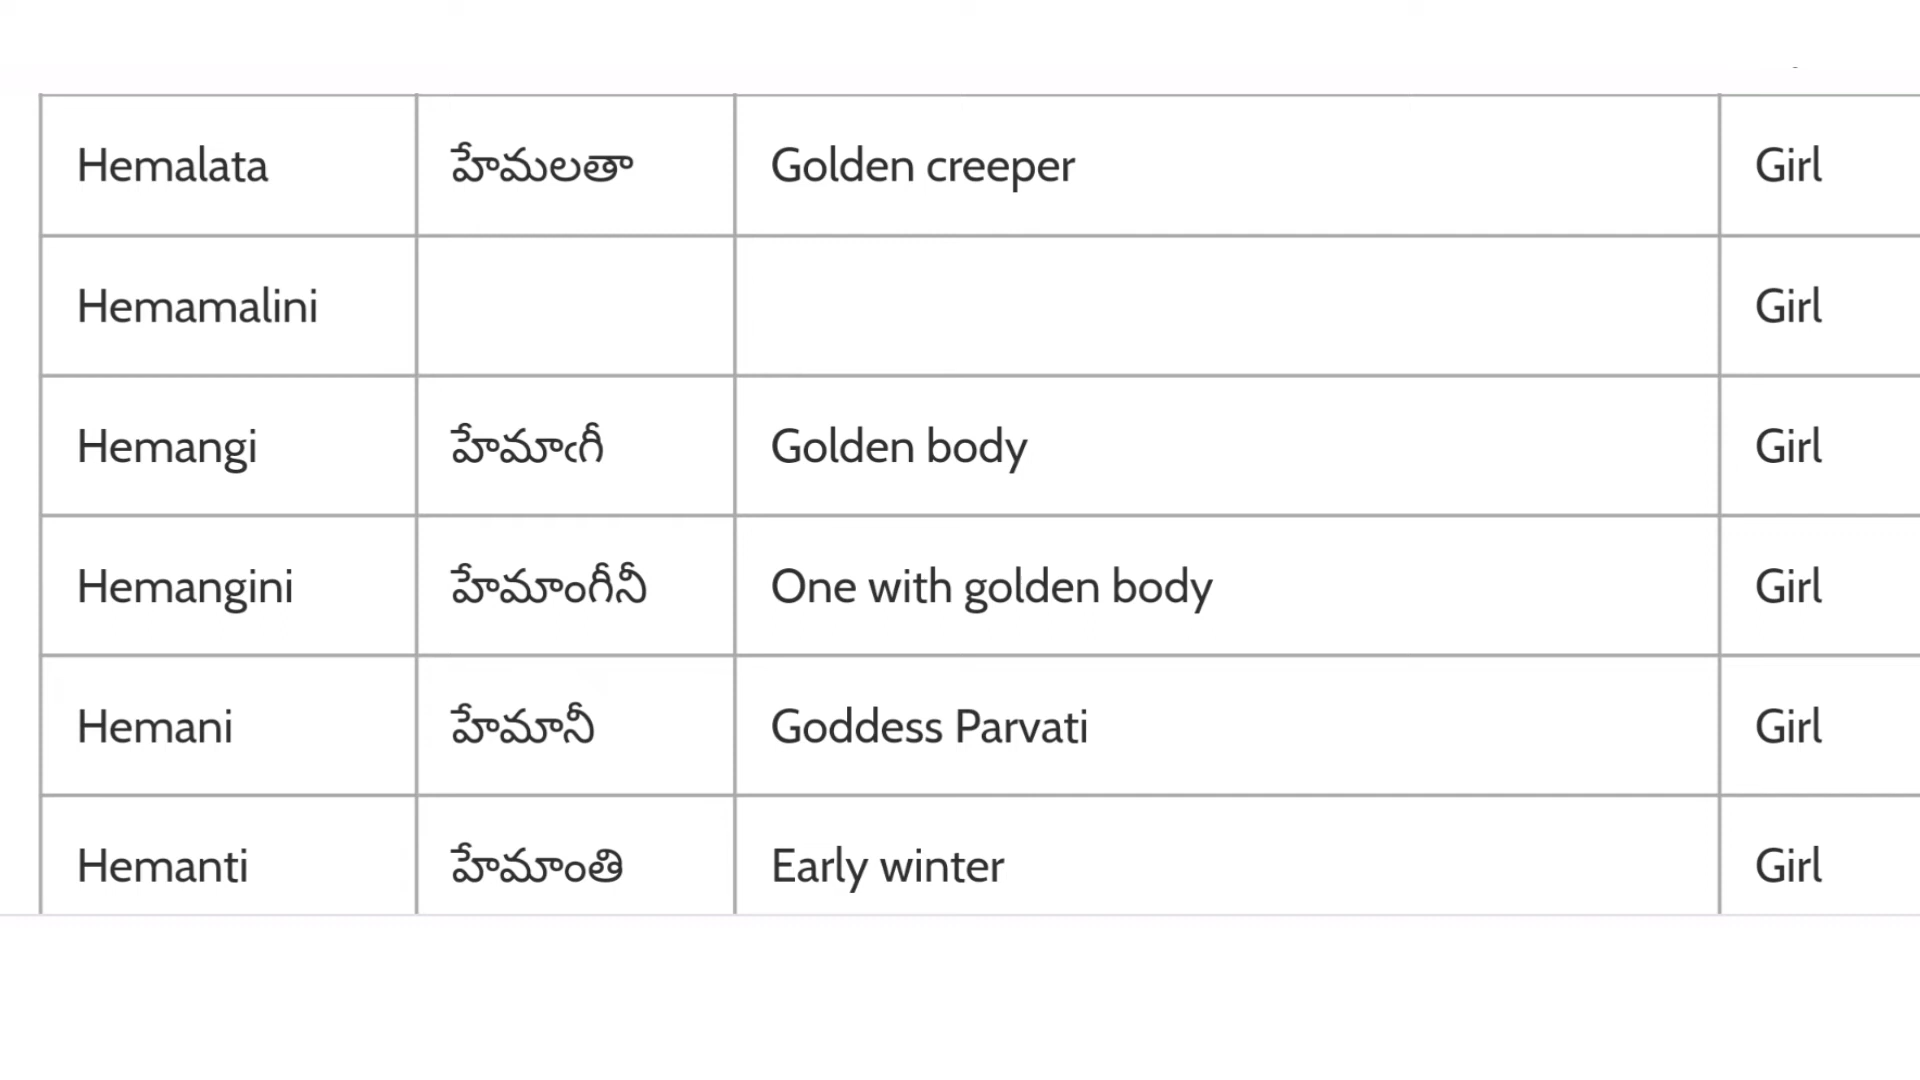 Hemalata హేమలతా Golden creeper Girl
Hemamalini Girl
Hemangi హేమాఁగీ Golden body Girl
Hemangini హేమాంగీనీ One with golden body Girl
Hemani హేమానీ Goddess Parvati Girl
Hemanti హేమాంతి Early winter Girl